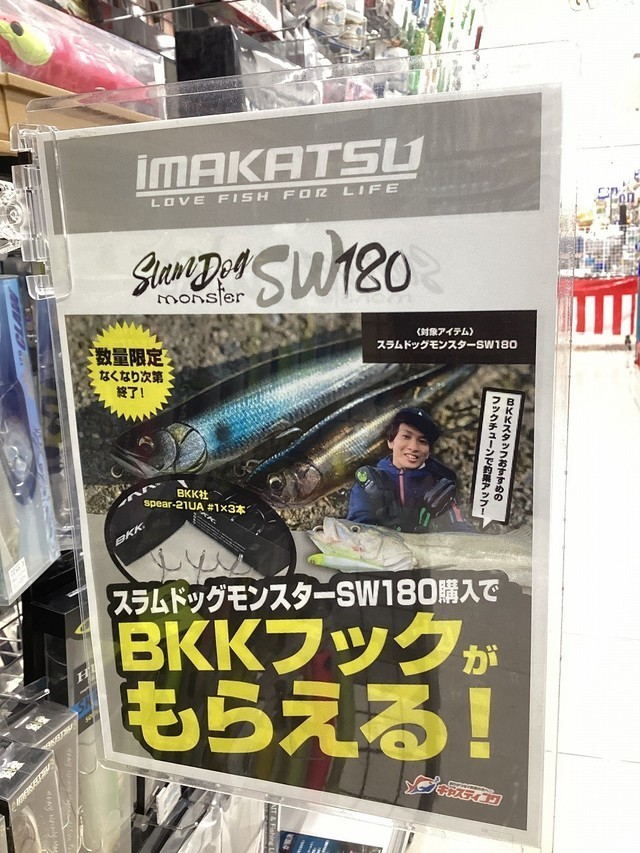 imAKATSU
LOVE FISH FOR LIFE
Slam Dog
monster
SW180
〈対象アイテム〉
スラムドッグモンスターSW180
数量限定
なくなり次第
終了!
BKKスタッフおすすめの
フックチューンで釣果アップ!
BKK社
spear-21UA #1×3本
BKK
BKK
スラムドッグモンスターSW180購入で
BKKフックが
もらえる!
キャスティング